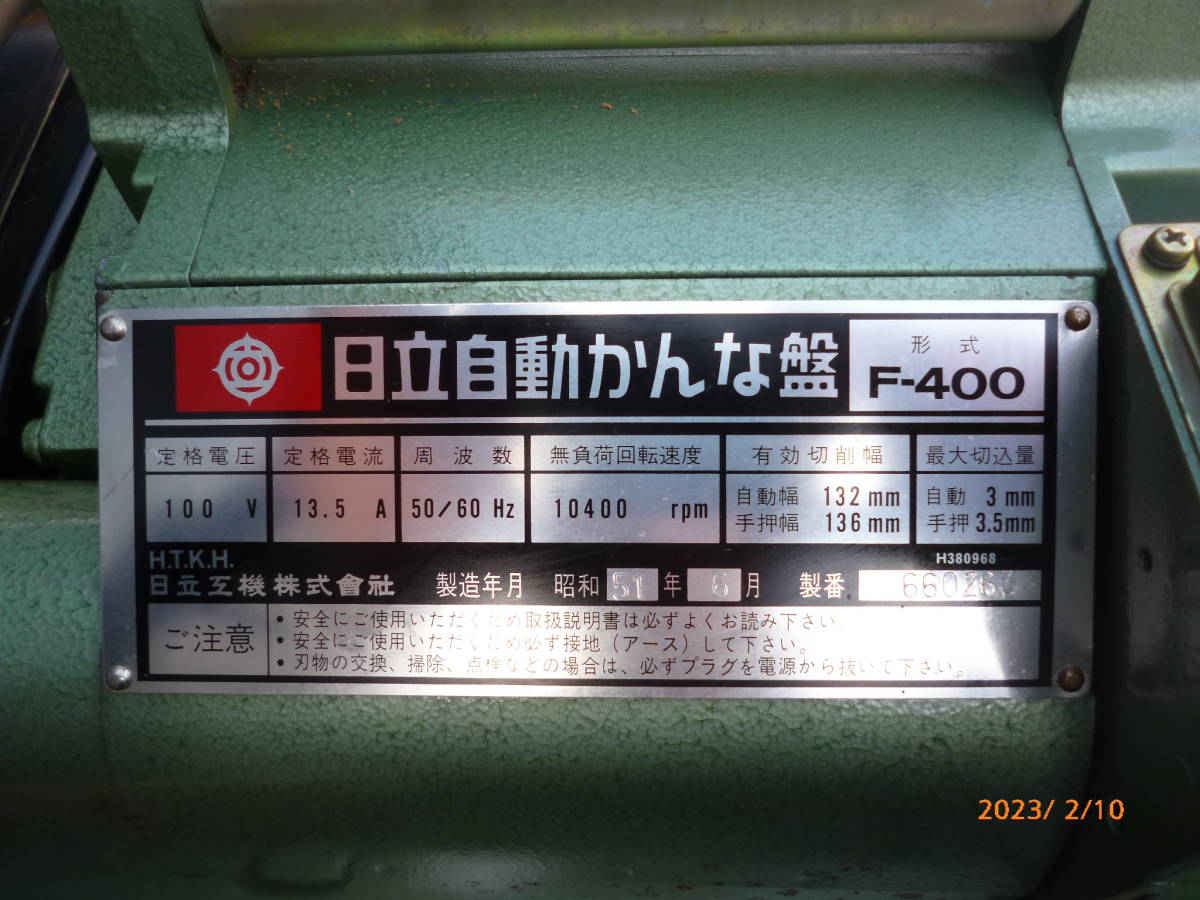 日立自動かんな盤
形式
F-400
定格電圧 定格電流 周波数 無負荷回転速度 有効切削幅 最大切込量
100 V 13.5 A 50/60 Hz 10400 rpm 自動幅 132 mm 自動 3 mm
手押幅 136 mm 手押 3.5mm
H.T.K.H. H380968
日立工機株式會社 製造年月 昭和 51 年 6 月 製番
ご注意
・安全にご使用いただくため取扱説明書は必ずよくお読み下さい。
・安全にご使用いただくため必ず接地（アース）して下さい。
・刃物の交換、掃除、点検などの場合は、必ずプラグを電源から抜いて下さい。
2023/ 2/10